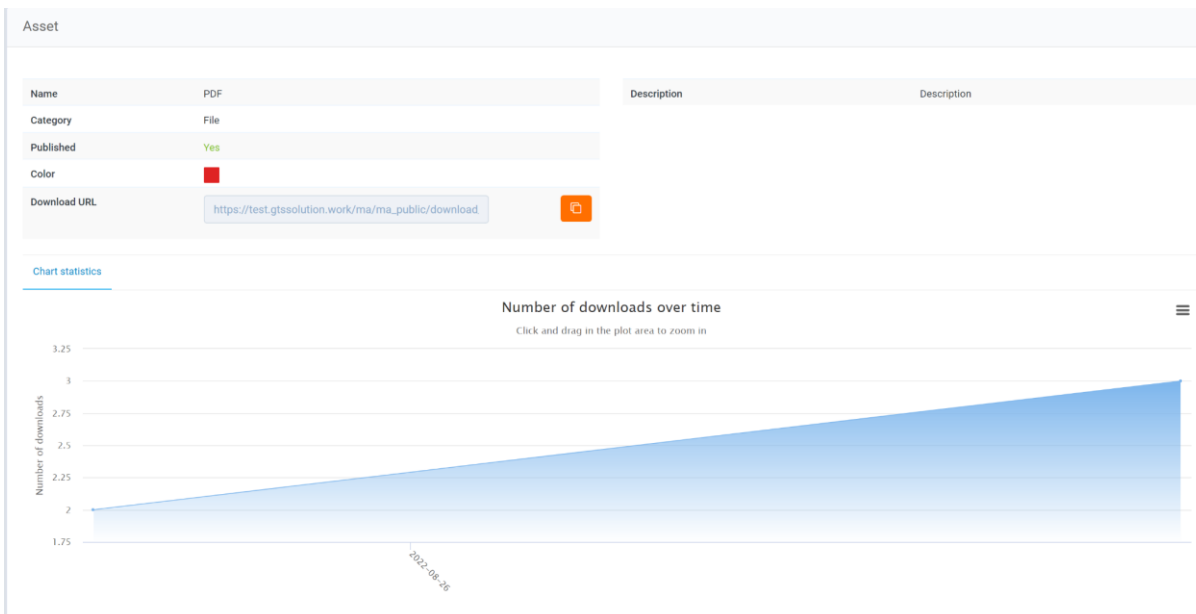 Asset
Name PDF
Description Description
Category File
Published Yes
Color
Download URL https://test.gtssolution.work/ma/ma_public/download
Chart statistics
Number of downloads over time
Click and drag in the plot area to zoom in
Number of downloads
3.25
3
2.75
2.5
2.25
2
1.75
2022-08-26